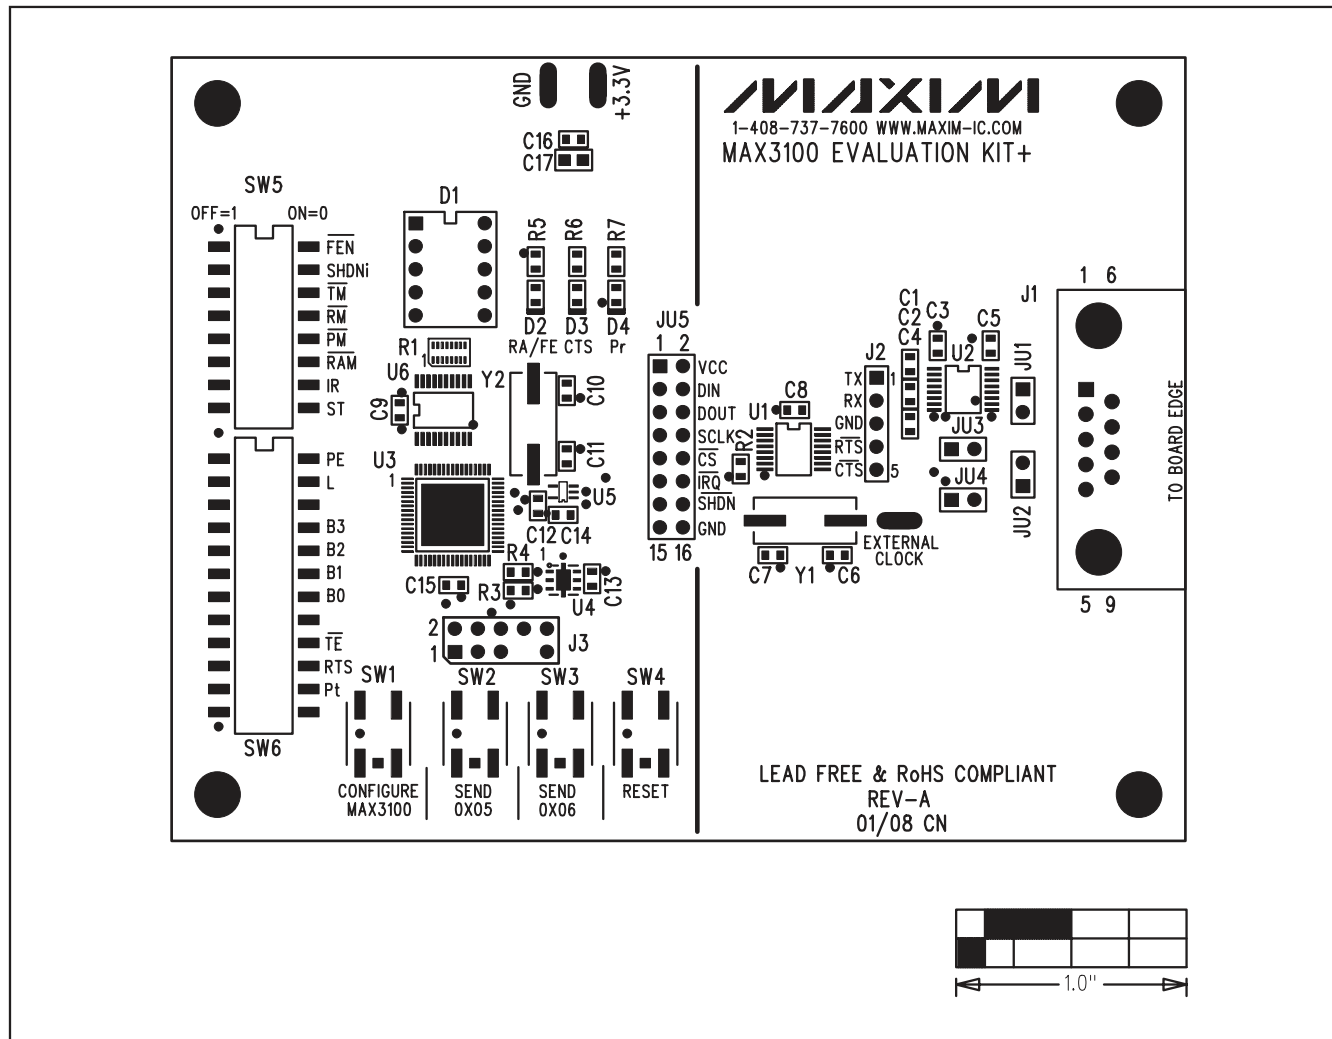 GND
+3.3V
MAXIM
1-408-737-7600 WWW.MAXIM-IC.COM
MAX3100 EVALUATION KIT+
C16
C17
SW5
OFF=1 ON=0
FEN
SHDNi
TM
RM
PM
RAM
IR
ST
D1
R5
R6
R7
D2
D3
D4
RA/FE CTS Pr
R1
1
U6
Y2
C9
C10
C11
U3
1
U5
C12
C14
R4
1
R3
U4
C13
C15
2
1
J3
PE
L
B3
B2
B1
B0
TE
RTS
Pt
SW6
SW1
SW2
SW3
SW4
CONFIGURE
MAX3100
SEND
0X05
SEND
0X06
RESET
JU5
1 2
VCC
DIN
DOUT
SCLK
CS
IRQ
SHDN
GND
15 16
U1
C8
R2
J2
TX
1
RX
GND
RTS
CTS
5
C1
C2
C4
C3
U2
C5
JU1
JU3
JU4
JU2
EXTERNAL
CLOCK
C7
Y1
C6
J1
1 6
TO BOARD EDGE
5 9
LEAD FREE & RoHS COMPLIANT
REV-A
01/08 CN
1.0"